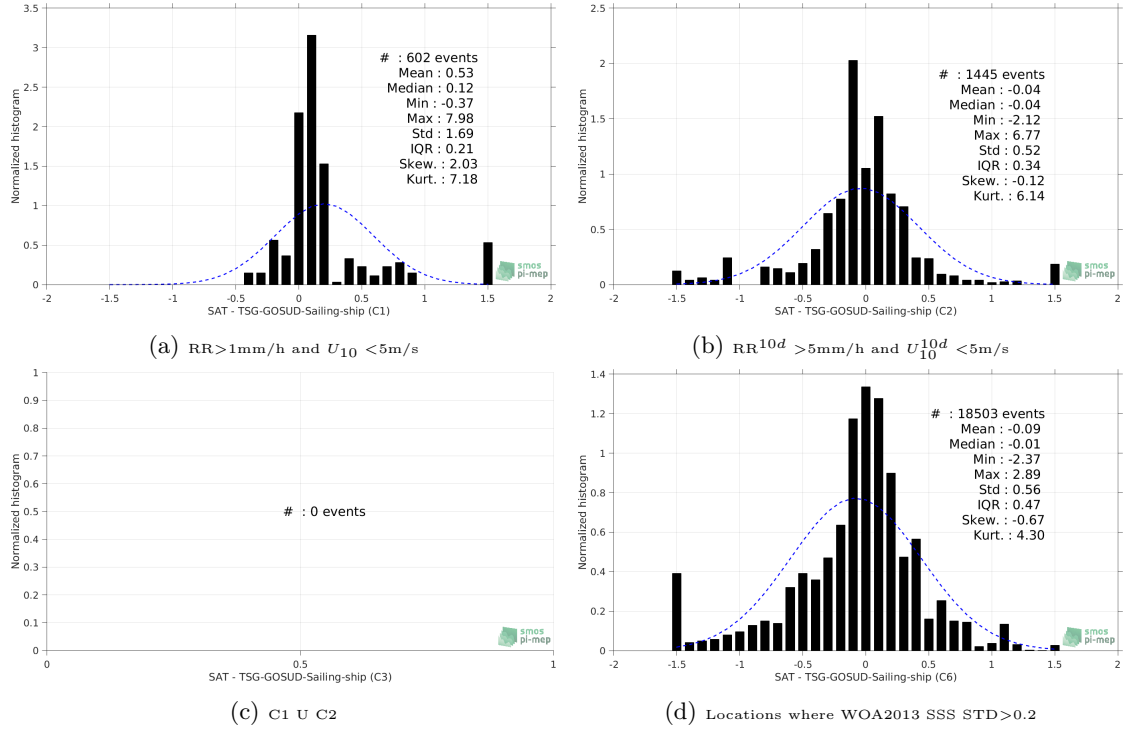 3.5
3
2.5
2
1.5
1
0.5
0
-2
-1.5
-1
-0.5
0
0.5
1
1.5
2
Normalized histogram
# : 602 events
Mean : 0.53
Median : 0.12
Min : -0.37
Max : 7.98
Std : 1.69
IQR : 0.21
Skew. : 2.03
Kurt. : 7.18
smos
pi-mep
SAT - TSG-GOSUD-Sailing-ship (C1)
(a) RR>1mm/h and U10 <5m/s
2.5
2
1.5
1
0.5
0
-2
-1.5
-1
-0.5
0
0.5
1
1.5
2
Normalized histogram
# : 1445 events
Mean : -0.04
Median : -0.04
Min : -2.12
Max : 6.77
Std : 0.52
IQR : 0.34
Skew. : -0.12
Kurt. : 6.14
smos
pi-mep
SAT - TSG-GOSUD-Sailing-ship (C2)
(b) RR^10d >5mm/h and U10^10d <5m/s
1
0.9
0.8
0.7
0.6
0.5
0.4
0.3
0.2
0.1
0
0
0.5
1
Normalized histogram
# : 0 events
smos
pi-mep
SAT - TSG-GOSUD-Sailing-ship (C3)
(c) C1 U C2
1.4
1.2
1
0.8
0.6
0.4
0.2
0
-2
-1.5
-1
-0.5
0
0.5
1
1.5
2
Normalized histogram
# : 18503 events
Mean : -0.09
Median : -0.01
Min : -2.37
Max : 2.89
Std : 0.56
IQR : 0.47
Skew. : -0.67
Kurt. : 4.30
smos
pi-mep
SAT - TSG-GOSUD-Sailing-ship (C6)
(d) Locations where WOA2013 SSS STD>0.2